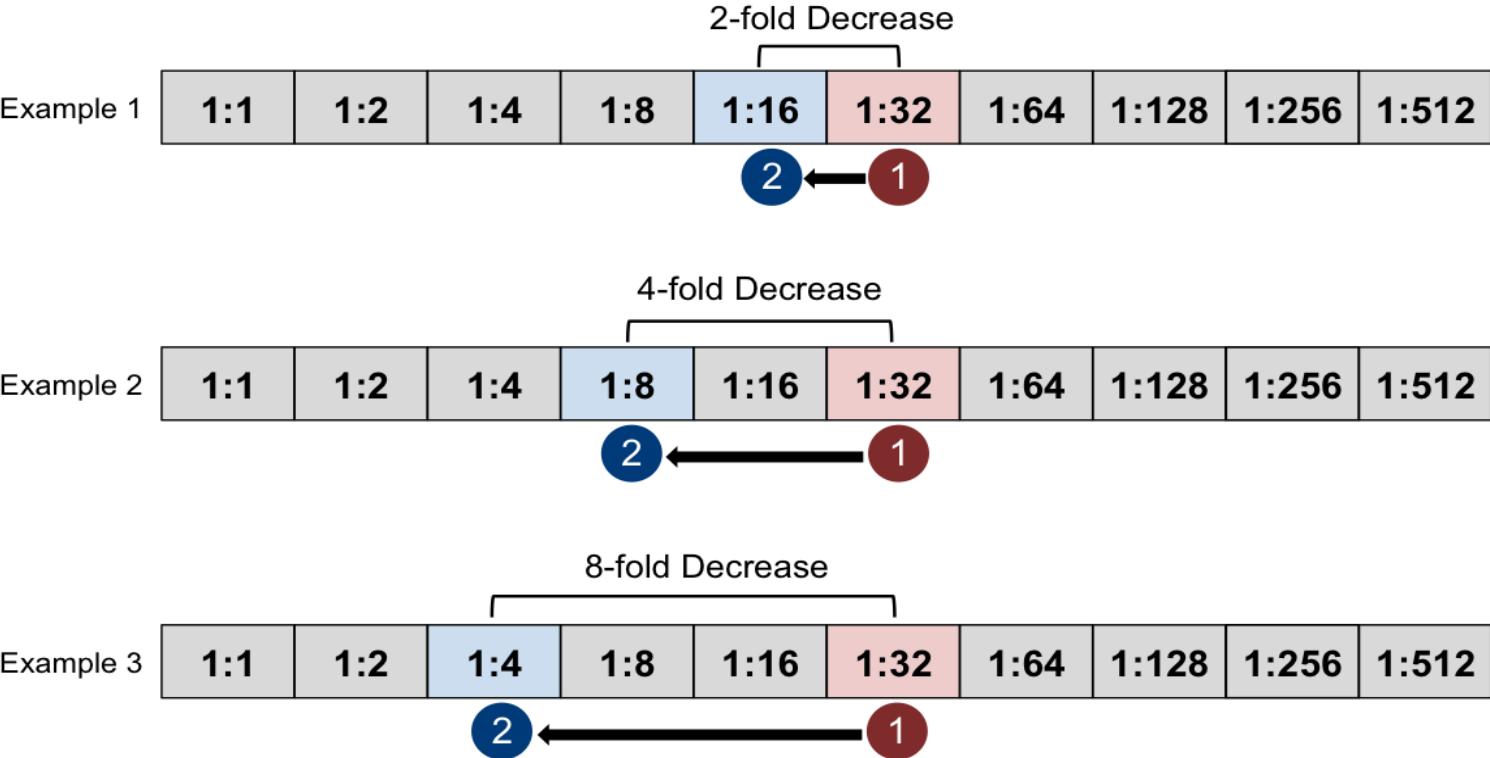 2-fold Decrease
Example 1 1:1 1:2 1:4 1:8 1:16 1:32 1:64 1:128 1:256 1:512
2 1
4-fold Decrease
Example 2 1:1 1:2 1:4 1:8 1:16 1:32 1:64 1:128 1:256 1:512
2 1
8-fold Decrease
Example 3 1:1 1:2 1:4 1:8 1:16 1:32 1:64 1:128 1:256 1:512
2 1